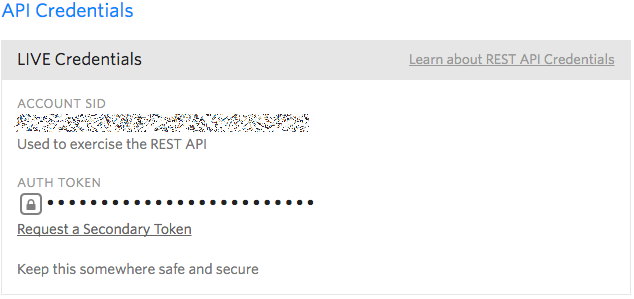 API Credentials
LIVE Credentials Learn about REST API Credentials
ACCOUNT SID
Used to exercise the REST API
AUTH TOKEN
Request a Secondary Token
Keep this somewhere safe and secure